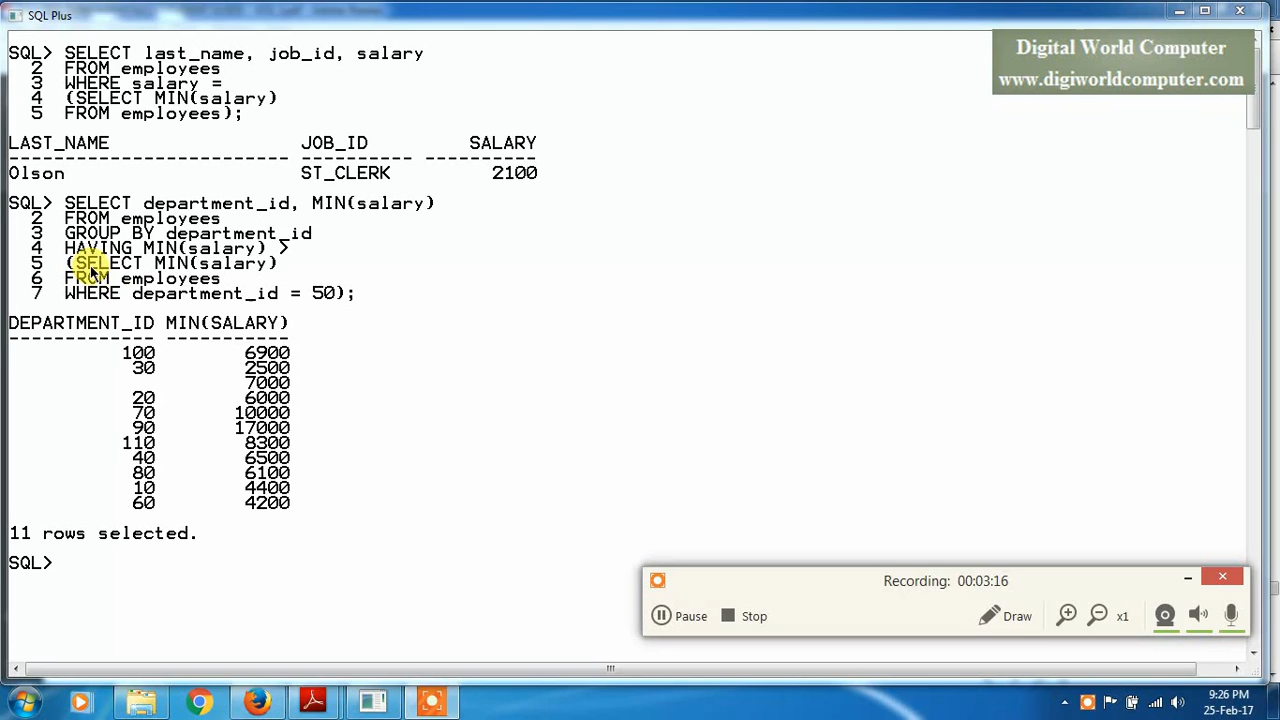 SQL Plus
SQL> SELECT last_name, job_id, salary
2 FROM employees
3 WHERE salary =
4 (SELECT MIN(salary)
5 FROM employees);
LAST_NAME JOB_ID SALARY
------------------------- ---------- ----------
Olson ST_CLERK 2100
SQL> SELECT department_id, MIN(salary)
2 FROM employees
3 GROUP BY department_id
4 HAVING MIN(salary) >
5 (SELECT MIN(salary)
6 FROM employees
7 WHERE department_id = 50);
DEPARTMENT_ID MIN(SALARY)
------------- -----------
100 6900
30 2500
7000
20 6000
70 10000
90 17000
110 8300
40 6500
80 6100
10 4400
60 4200
11 rows selected.
SQL>
Digital World Computer
www.digiworldcomputer.com
Recording: 00:03:16
Pause Stop Draw x1
9:26 PM
25-Feb-17